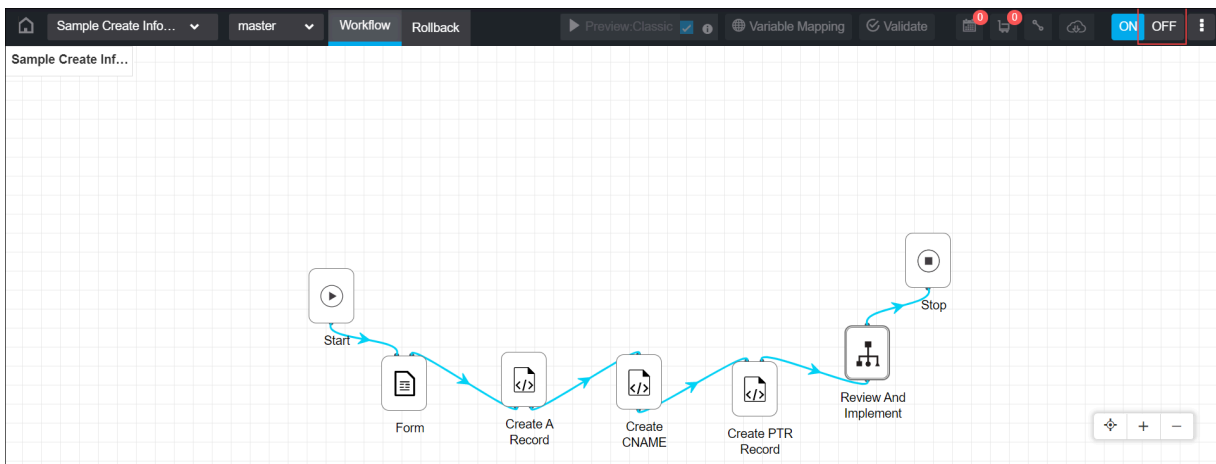 Sample Create Info...
master
Workflow
Rollback
Preview:Classic
Variable Mapping
Validate
0
0
ON
OFF
Sample Create Inf...
Stop
Start
Form
Create A
Record
Create
CNAME
Create PTR
Record
Review And
Implement